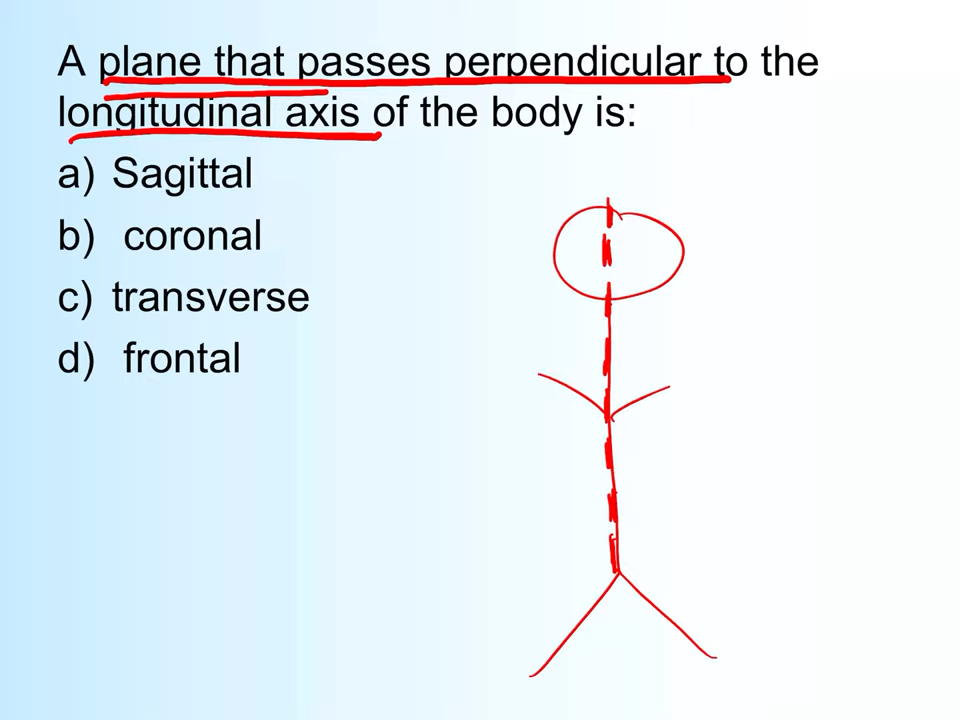 A plane that passes perpendicular to the
longitudinal axis of the body is:
a) Sagittal
b) coronal
c) transverse
d) frontal